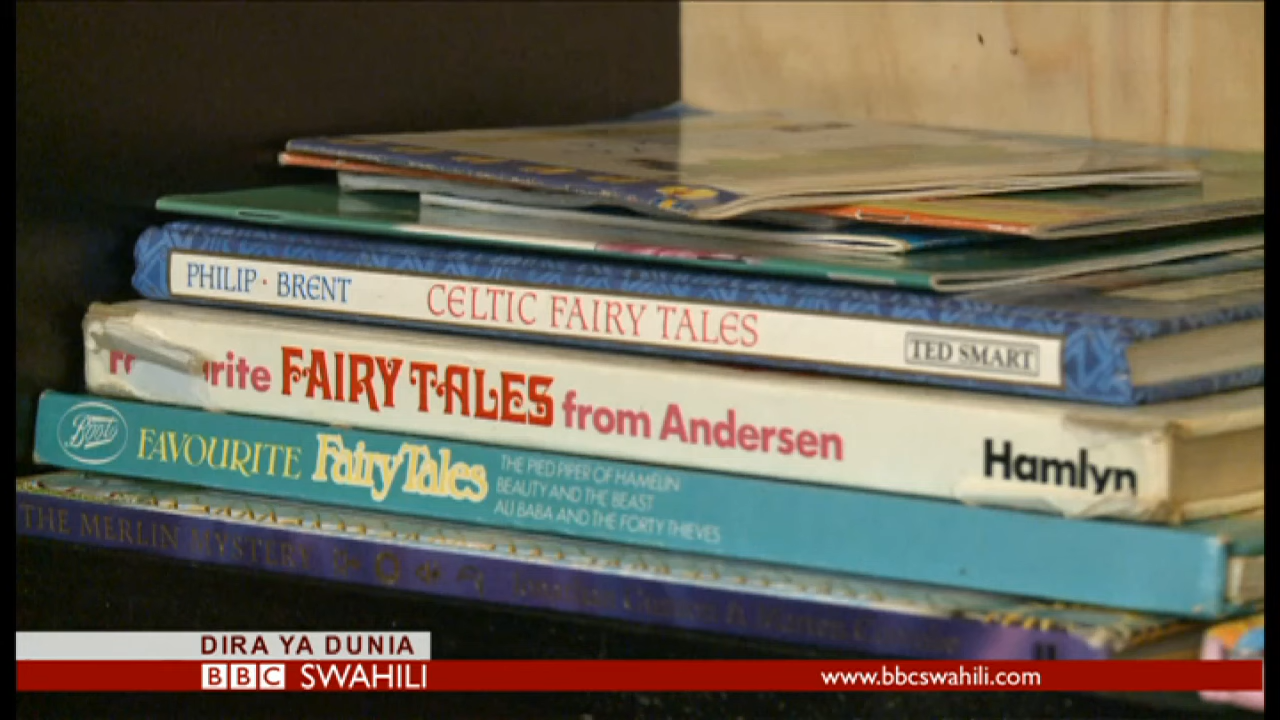 PHILIP · BRENT CELTIC FAIRY TALES TED SMART
FAIRY TALES from Andersen Hamlyn
Boots FAVOURITE Fairy Tales
THE PIED PIPER OF HAMELIN
BEAUTY AND THE BEAST
ALI BABA AND THE FORTY THIEVES
THE MERLIN MYSTERY
DIRA YA DUNIA
BBC SWAHILI www.bbcswahili.com